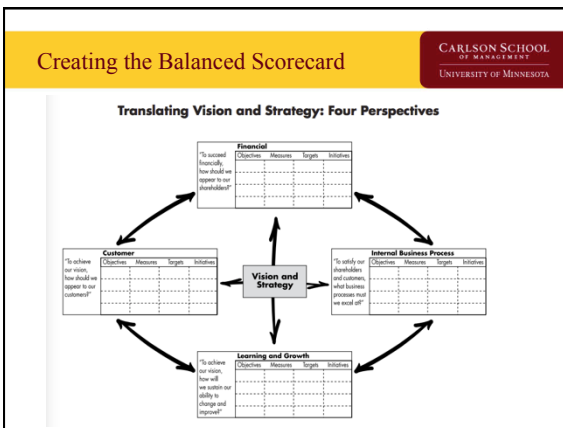 Creating the Balanced Scorecard
CARLSON SCHOOL
OF MANAGEMENT
UNIVERSITY OF MINNESOTA
Translating Vision and Strategy: Four Perspectives
Financial
"To succeed
financially,
how should we
appear to our
shareholders?"
Objectives Measures Targets Initiatives
Customer
"To achieve
our vision,
how should we
appear to our
customers?"
Objectives Measures Targets Initiatives
Vision and
Strategy
Internal Business Process
"To satisfy our
shareholders
and customers,
what business
processes must
we excel at?"
Objectives Measures Targets Initiatives
Learning and Growth
"To achieve
our vision,
how will
we sustain our
ability to
change and
improve?"
Objectives Measures Targets Initiatives